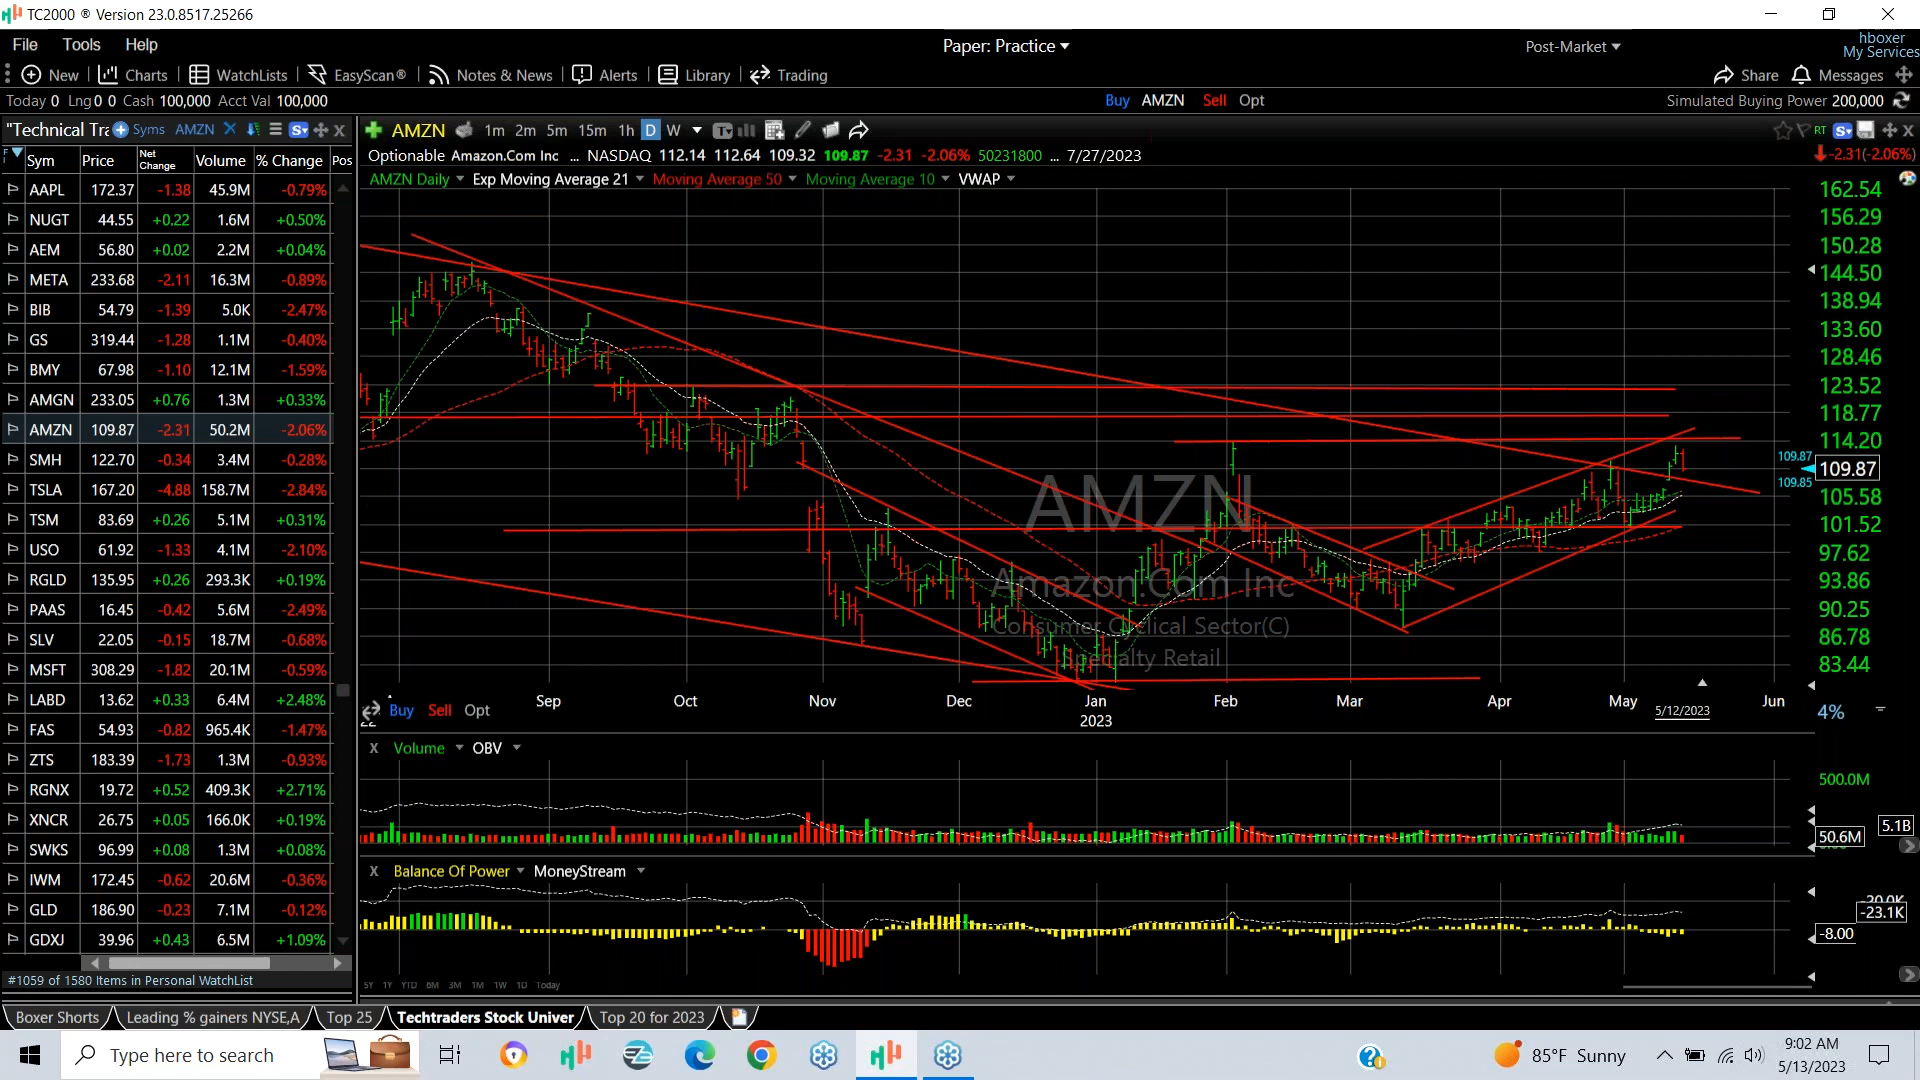 TC2000 ® Version 23.0.8517.25266
File Tools Help
Paper: Practice
Post-Market
hboxer
My Services
New Charts WatchLists EasyScan® Notes & News Alerts Library Trading
Share Messages
Today 0 Lng 0 0 Cash 100,000 Acct Val 100,000
Buy AMZN Sell Opt
Simulated Buying Power 200,000
"Technical Tra Syms AMZN
AMZN 1m 2m 5m 15m 1h D W
RT
Optionable Amazon.Com Inc ... NASDAQ 112.14 112.64 109.32 109.87 -2.31 -2.06% 50231800 ... 7/27/2023
-2.31(-2.06%)
AMZN Daily Exp Moving Average 21 Moving Average 50 Moving Average 10 VWAP
Sym Price Net Change Volume % Change Pos
AAPL 172.37 -1.38 45.9M -0.79%
NUGT 44.55 +0.22 1.6M +0.50%
AEM 56.80 +0.02 2.2M +0.04%
META 233.68 -2.11 16.3M -0.89%
BIB 54.79 -1.39 5.0K -2.47%
GS 319.44 -1.28 1.1M -0.40%
BMY 67.98 -1.10 12.1M -1.59%
AMGN 233.05 +0.76 1.3M +0.33%
AMZN 109.87 -2.31 50.2M -2.06%
SMH 122.70 -0.34 3.4M -0.28%
TSLA 167.20 -4.88 158.7M -2.84%
TSM 83.69 +0.26 5.1M +0.31%
USO 61.92 -1.33 4.1M -2.10%
RGLD 135.95 +0.26 293.3K +0.19%
PAAS 16.45 -0.42 5.6M -2.49%
SLV 22.05 -0.15 18.7M -0.68%
MSFT 308.29 -1.82 20.1M -0.59%
LABD 13.62 +0.33 6.4M +2.48%
FAS 54.93 -0.82 965.4K -1.47%
ZTS 183.39 -1.73 1.3M -0.93%
RGNX 19.72 +0.52 409.3K +2.71%
XNCR 26.75 +0.05 166.0K +0.19%
SWKS 96.99 +0.08 1.3M +0.08%
IWM 172.45 -0.62 20.6M -0.36%
GLD 186.90 -0.23 7.1M -0.12%
GDXJ 39.96 +0.43 6.5M +1.09%
#1059 of 1580 Items in Personal WatchList
162.54
156.29
150.28
144.50
138.94
133.60
128.46
123.52
118.77
114.20
109.87 109.87
109.85
105.58
101.52
97.62
93.86
90.25
86.78
83.44
AMZN
Amazon.Com Inc
Consumer Cyclical Sector(C)
Specialty Retail
Sep Oct Nov Dec Jan Feb Mar Apr May Jun
22 2023 5/12/2023
Buy Sell Opt
4%
X Volume OBV
500.0M
5.1B
50.6M
X Balance Of Power MoneyStream
-23.1K
-8.00
5Y 1Y YTD 6M 3M 1M 1W 1D Today
Boxer Shorts Leading % gainers NYSE,A Top 25 Techtraders Stock Univer Top 20 for 2023
Type here to search
85°F Sunny
9:02 AM
5/13/2023